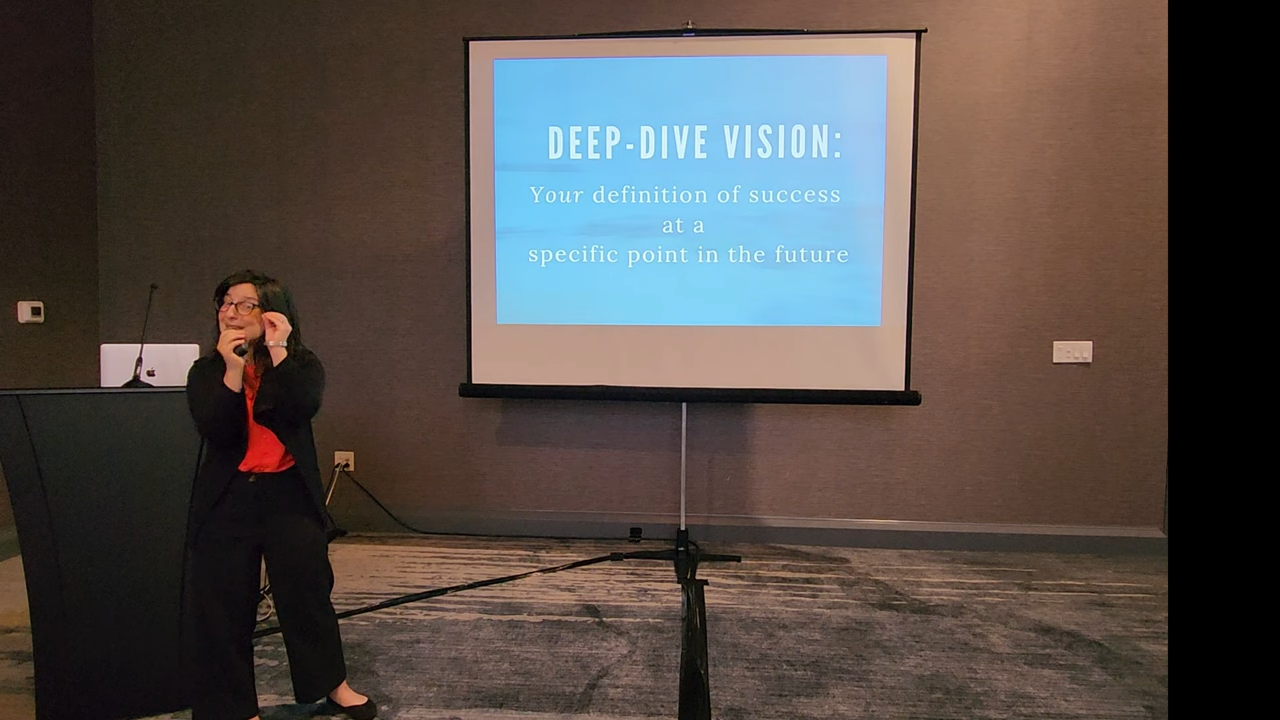 DEEP-DIVE VISION:
Your definition of success
at a
specific point in the future